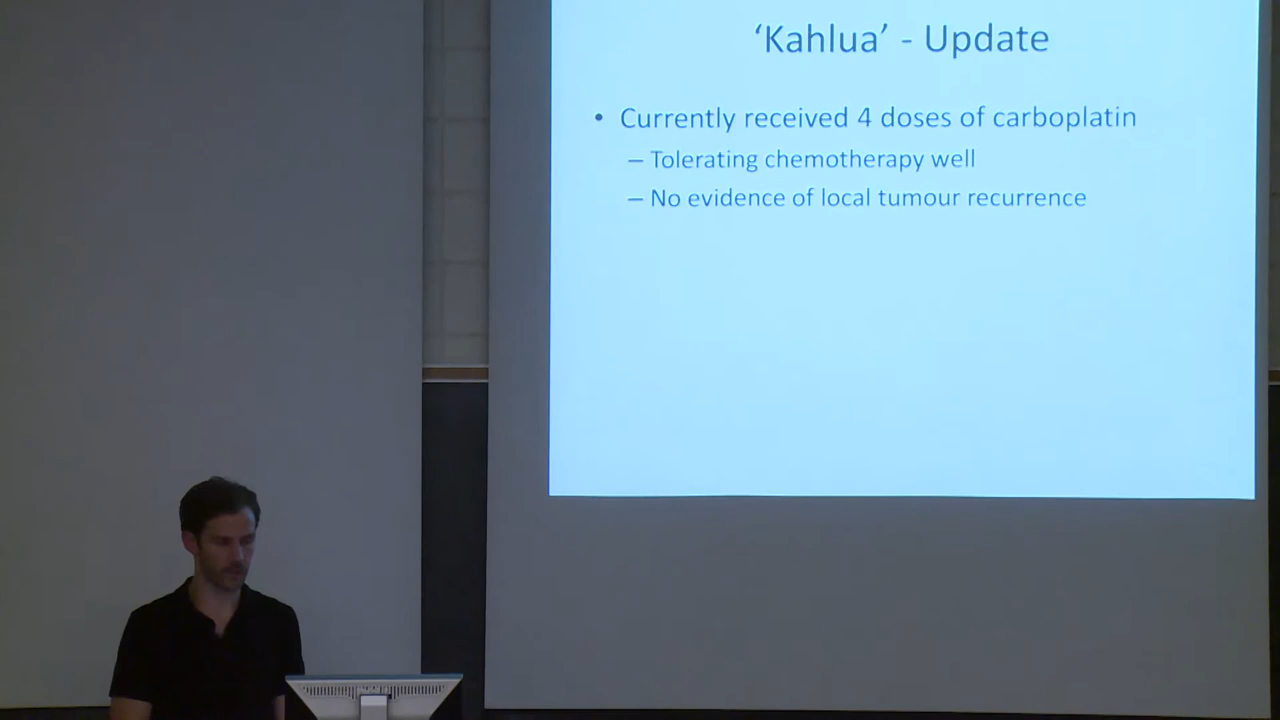 ‘Kahlua’ - Update
• Currently received 4 doses of carboplatin
– Tolerating chemotherapy well
– No evidence of local tumour recurrence